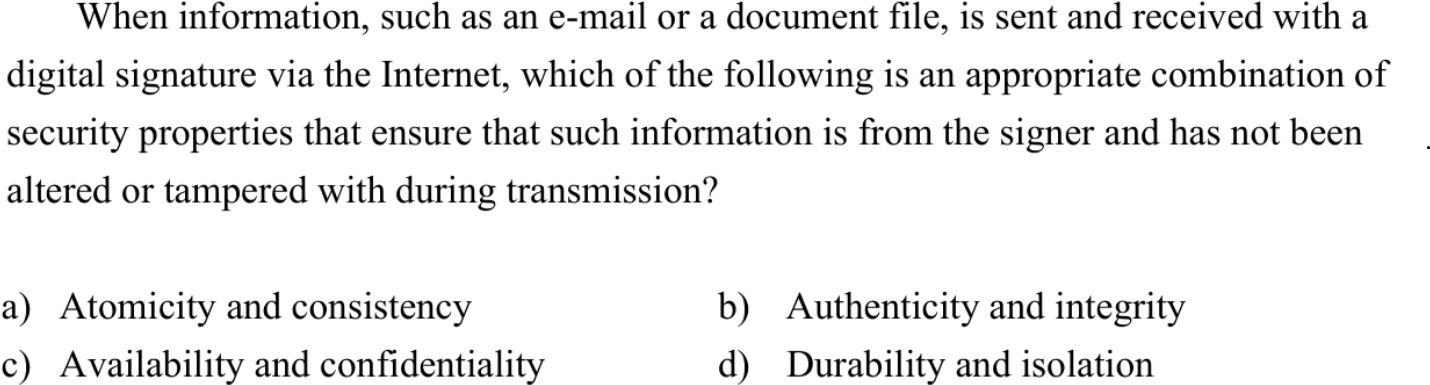 When information, such as an e-mail or a document file, is sent and received with a
digital signature via the Internet, which of the following is an appropriate combination of
security properties that ensure that such information is from the signer and has not been
altered or tampered with during transmission?
a) Atomicity and consistency b) Authenticity and integrity
c) Availability and confidentiality d) Durability and isolation